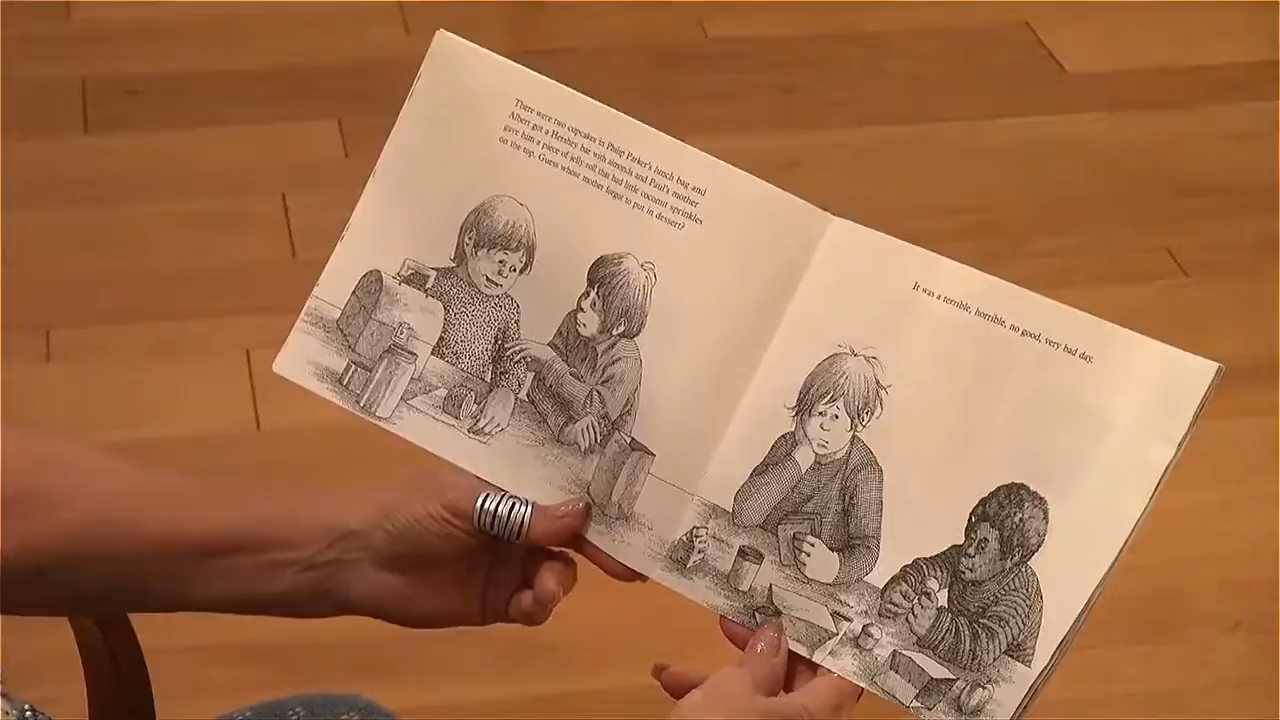 There were two cupcakes in Philip Parker's lunch bag and
Albert got a Hershey bar with almonds and Paul's mother
gave him a piece of jelly roll that had little coconut sprinkles
on the top. Guess whose mother forgot to put in dessert?
It was a terrible, horrible, no good, very bad day.